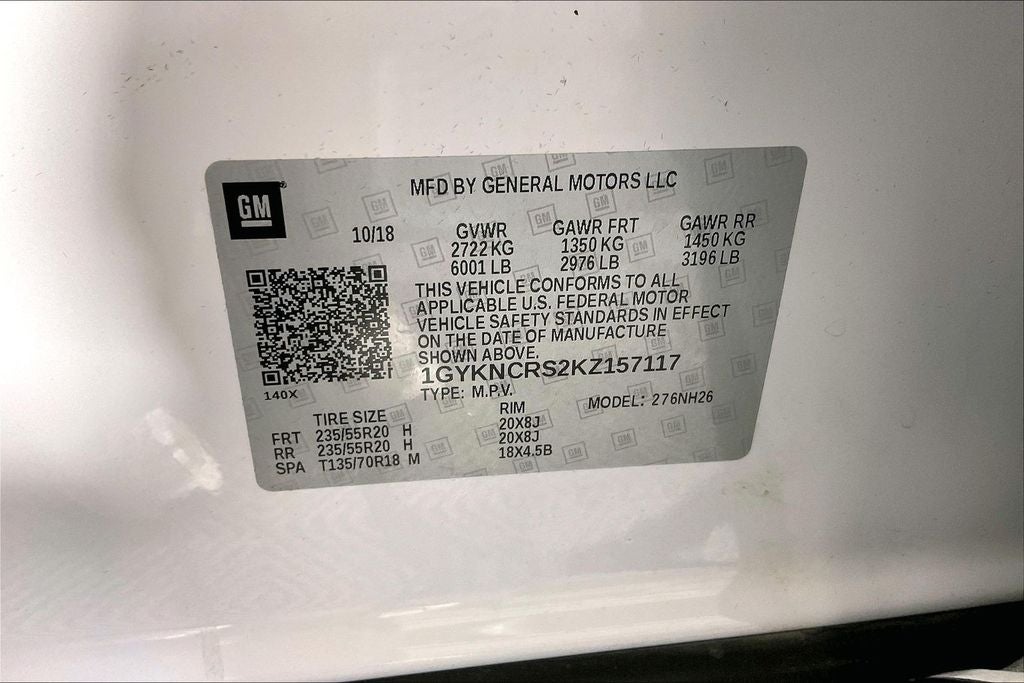 GM
MFD BY GENERAL MOTORS LLC
10/18
GVWR GAWR FRT GAWR RR
2722 KG 1350 KG 1450 KG
6001 LB 2976 LB 3196 LB
THIS VEHICLE CONFORMS TO ALL
APPLICABLE U.S. FEDERAL MOTOR
VEHICLE SAFETY STANDARDS IN EFFECT
ON THE DATE OF MANUFACTURE
SHOWN ABOVE.
1GYKNCRS2KZ157117
140X
TYPE: M.P.V. MODEL: 276NH26
TIRE SIZE RIM
FRT 235/55R20 H 20X8J
RR 235/55R20 H 20X8J
SPA T135/70R18 M 18X4.5B